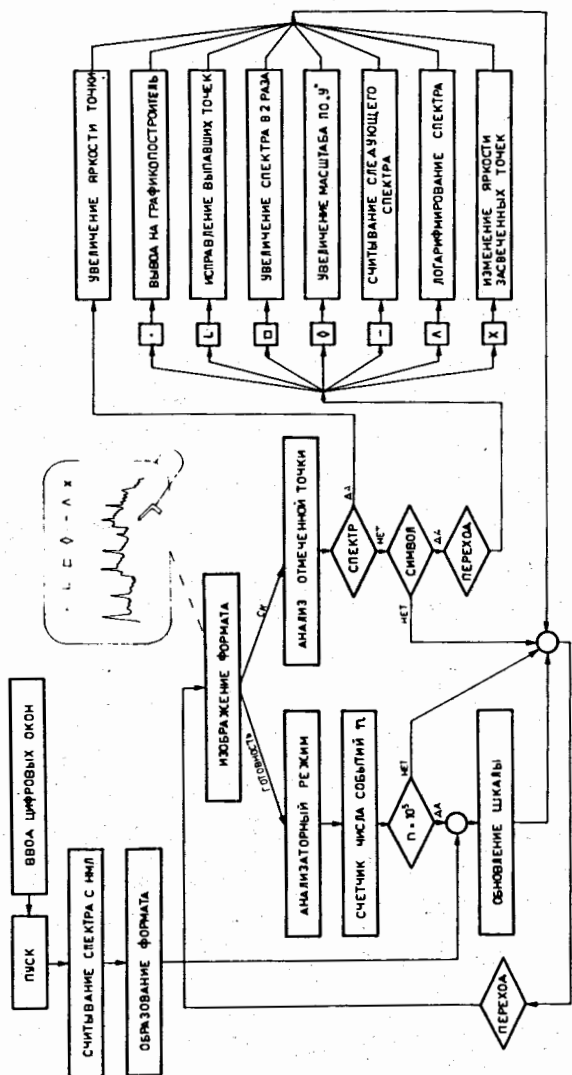 ВВОД ЦИФРОВЫХ ОКОН
ПУСК
СЧИТЫВАНИЕ СПЕКТРА С НМЛ
ОБРАЗОВАНИЕ ФОРМАТА
· L □ ◊ – Λ X
ИЗОБРАЖЕНИЕ ФОРМАТА
ГОТОВНОСТЬ
СК
АНАЛИЗАТОРНЫЙ РЕЖИМ
СЧЕТЧИК ЧИСЛА СОБЫТИЙ n
n = 10⁵
НЕТ
ДА
ОБНОВЛЕНИЕ ШКАЛЫ
ПЕРЕХОД
АНАЛИЗ ОТМЕЧЕННОЙ ТОЧКИ
СПЕКТР
ДА
НЕТ
СИМВОЛ
НЕТ
ДА
ПЕРЕХОД
УВЕЛИЧЕНИЕ ЯРКОСТИ ТОЧКИ
· ВЫВОД НА ГРАФИКОПОСТРОИТЕЛЬ
L ИСПРАВЛЕНИЕ ВЫПАВШИХ ТОЧЕК
□ УВЕЛИЧЕНИЕ СПЕКТРА В 2 РАЗА
◊ УВЕЛИЧЕНИЕ МАСШТАБА ПО „У"
– СЧИТЫВАНИЕ СЛЕДУЮЩЕГО
СПЕКТРА
Λ ЛОГАРИФМИРОВАНИЕ СПЕКТРА
X ИЗМЕНЕНИЕ ЯРКОСТИ
ЗАСВЕЧЕННЫХ ТОЧЕК